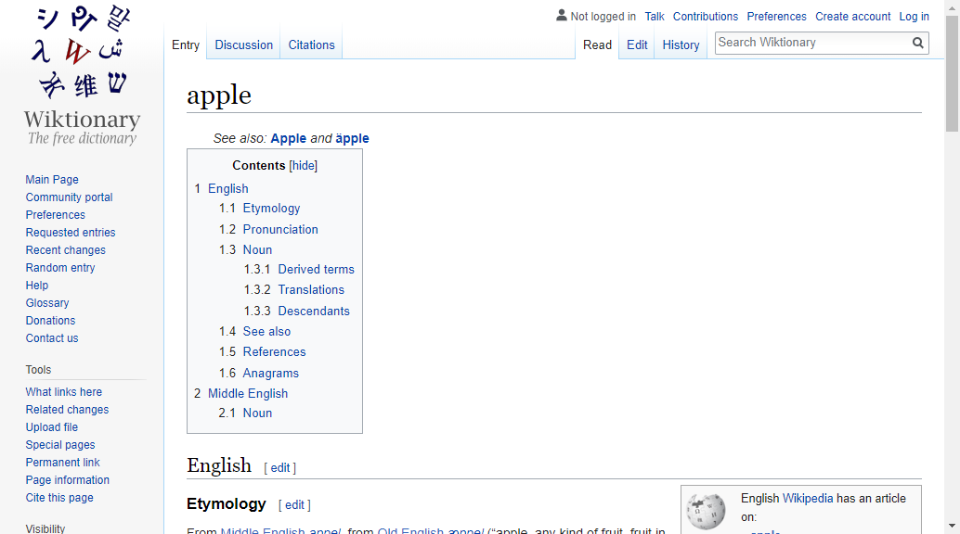 Wiktionary
The free dictionary
Main Page
Community portal
Preferences
Requested entries
Recent changes
Random entry
Help
Glossary
Donations
Contact us
Tools
What links here
Related changes
Upload file
Special pages
Permanent link
Page information
Cite this page
Visibility
Not logged in Talk Contributions Preferences Create account Log in
Entry Discussion Citations Read Edit History Search Wiktionary
apple
See also: Apple and äpple
Contents [hide]
1 English
1.1 Etymology
1.2 Pronunciation
1.3 Noun
1.3.1 Derived terms
1.3.2 Translations
1.3.3 Descendants
1.4 See also
1.5 References
1.6 Anagrams
2 Middle English
2.1 Noun
English [ edit ]
Etymology [ edit ]
From Middle English appel, from Old English æppel ("apple, any kind of fruit, fruit in
English Wikipedia has an article
on:
apple